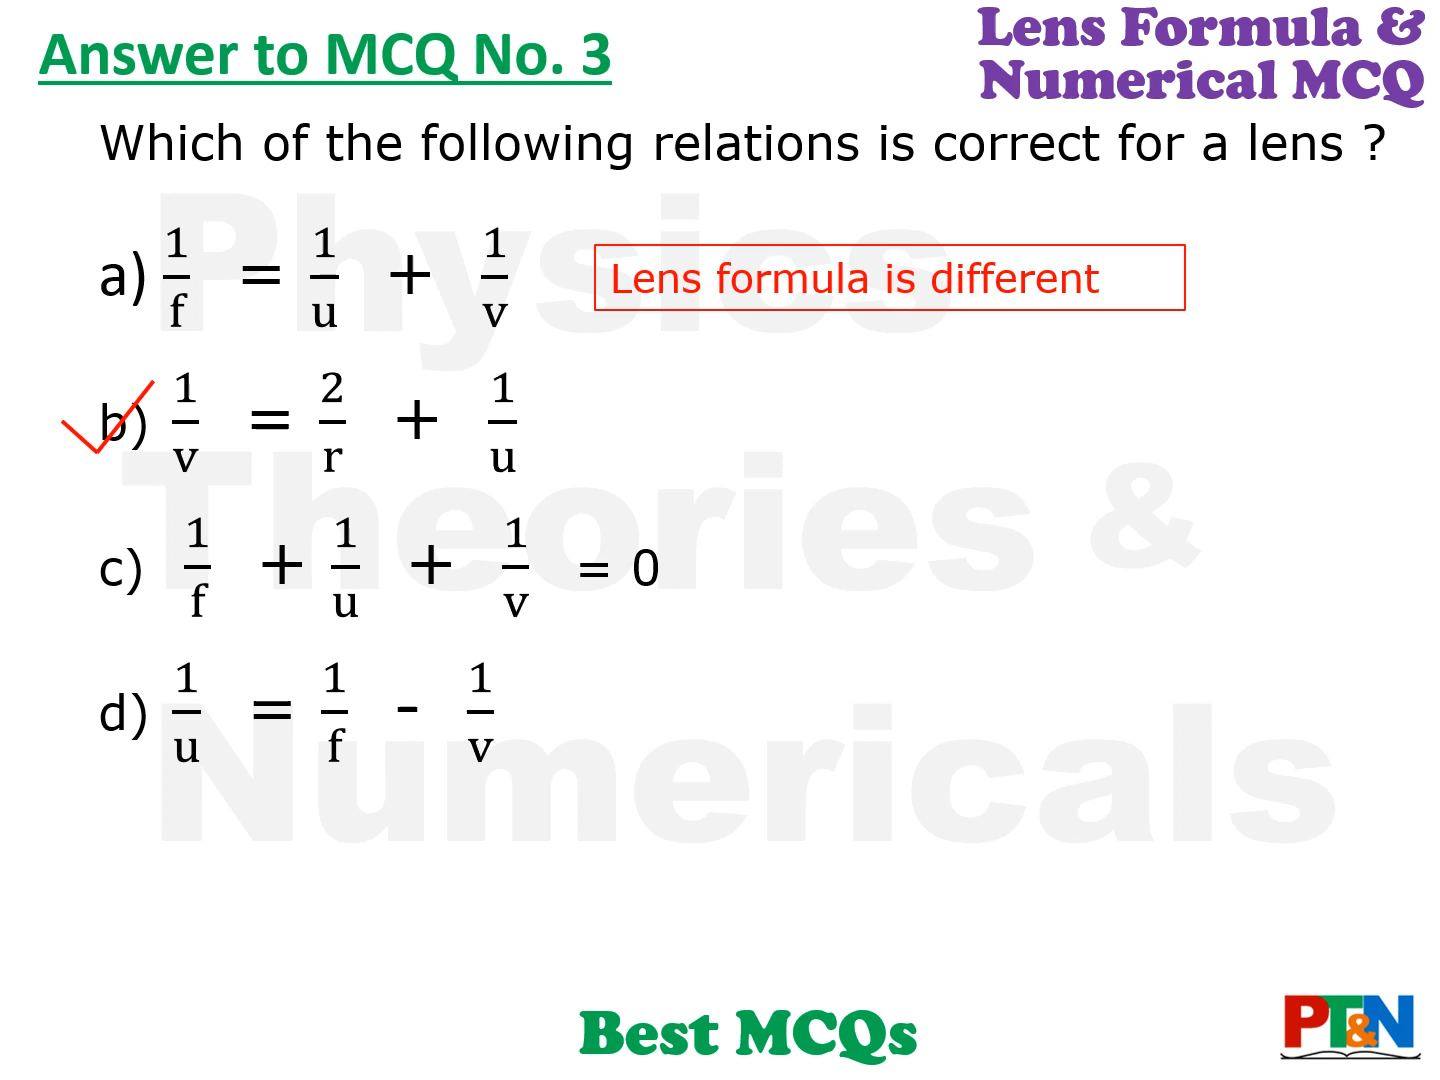 Answer to MCQ No. 3
Lens Formula &
Numerical MCQ
Which of the following relations is correct for a lens ?
a) 1/f = 1/u + 1/v
Lens formula is different
b) 1/v = 2/r + 1/u
c) 1/f + 1/u + 1/v = 0
d) 1/u = 1/f - 1/v
Physics
Theories &
Numericals
Best MCQs
PT&N